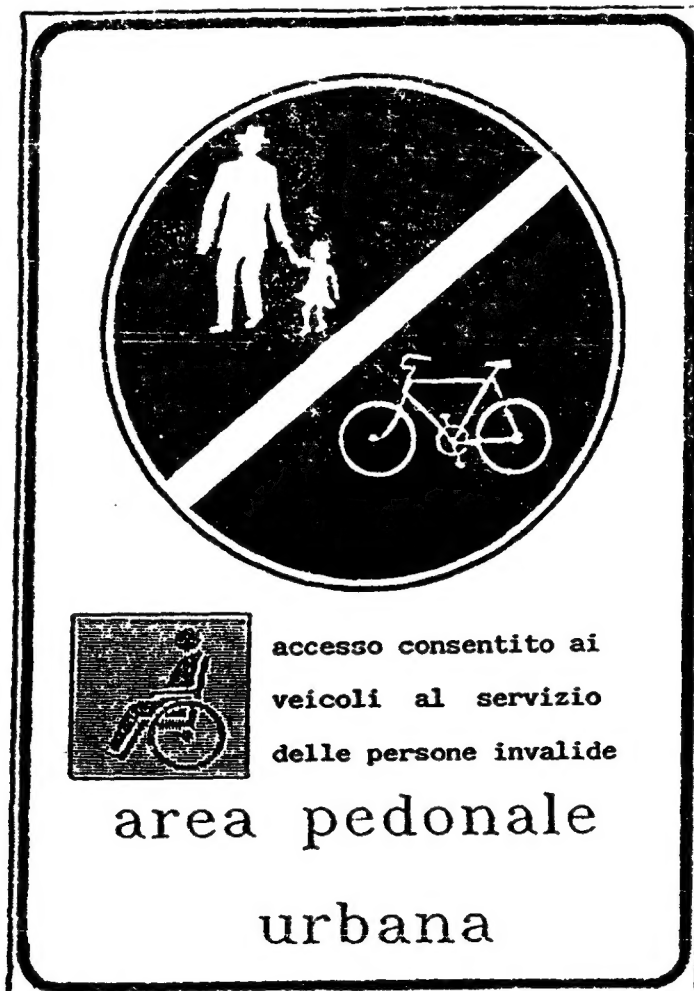 accesso consentito ai
veicoli al servizio
delle persone invalide
area pedonale
urbana